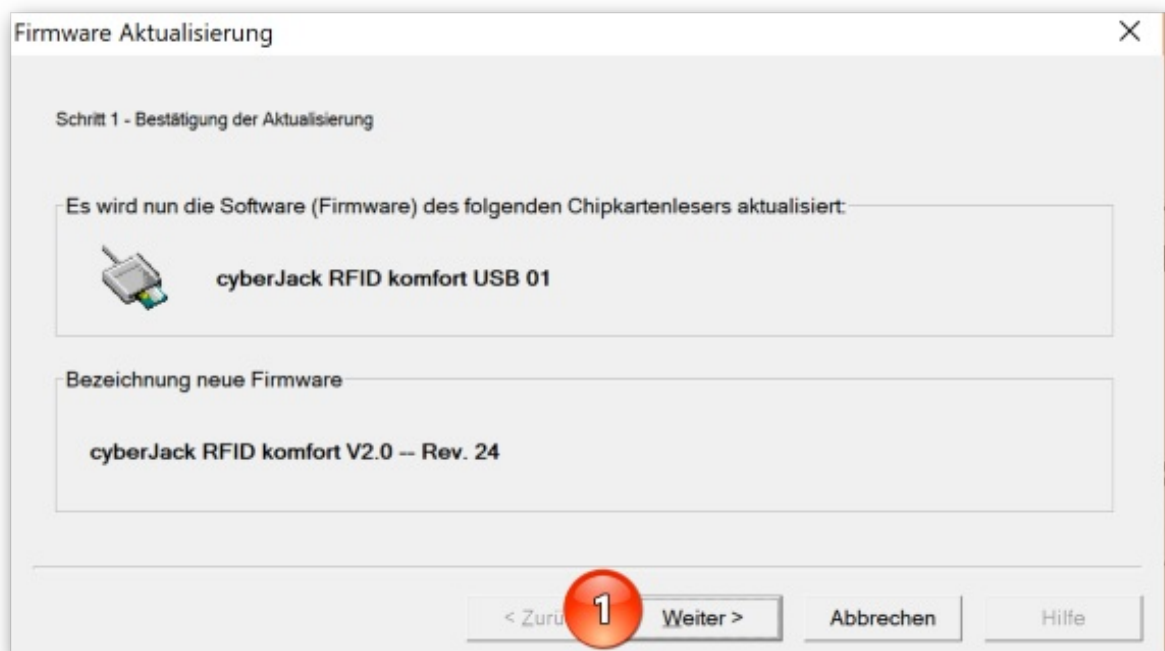 Firmware Aktualisierung
Schritt 1 - Bestätigung der Aktualisierung
Es wird nun die Software (Firmware) des folgenden Chipkartenlesers aktualisiert:
cyberJack RFID komfort USB 01
Bezeichnung neue Firmware
cyberJack RFID komfort V2.0 -- Rev. 24
< Zurü 1 Weiter > Abbrechen Hilfe